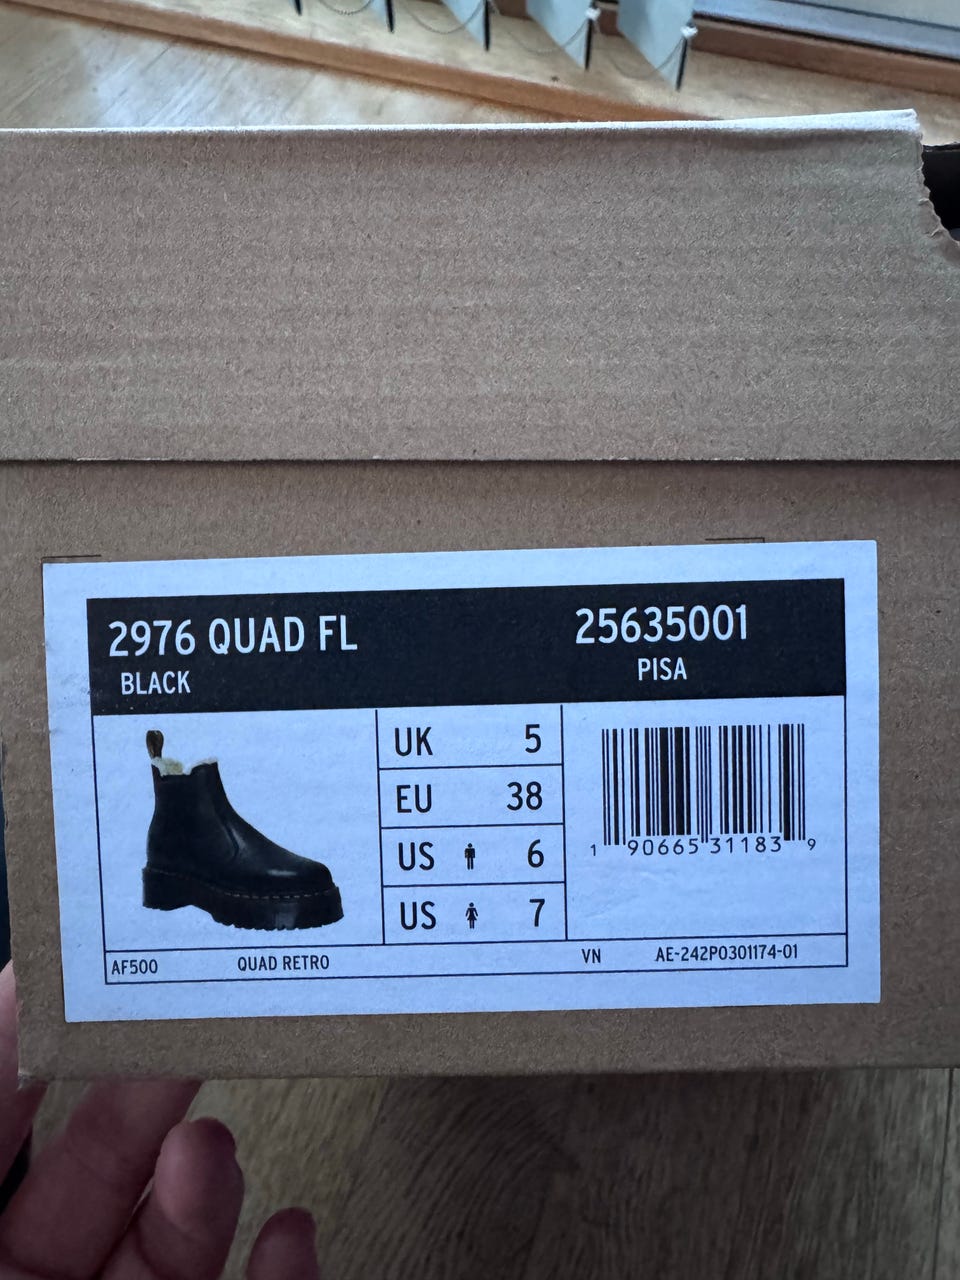 2976 QUAD FL 25635001
BLACK PISA
UK 5
EU 38
US 6
US 7
1 90665 31183 9
AF500 QUAD RETRO VN AE-242P0301174-01